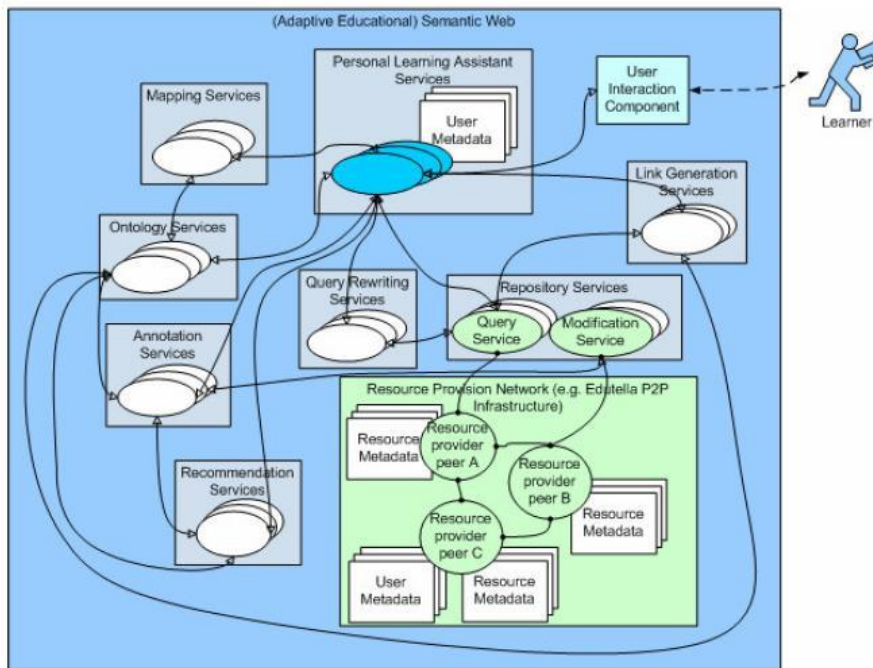 (Adaptive Educational) Semantic Web
Personal Learning Assistant
Services
User
Metadata
User
Interaction
Component
Learner
Mapping Services
Link Generation
Services
Ontology Services
Query Rewriting
Services
Repository Services
Query
Service
Modification
Service
Annotation
Services
Resource Provision Network (e.g. Edutella P2P
Infrastructure)
Resource
Metadata
Resource
provider
peer A
Resource
provider
peer B
Resource
Metadata
Recommendation
Services
Resource
provider
peer C
User
Metadata
Resource
Metadata